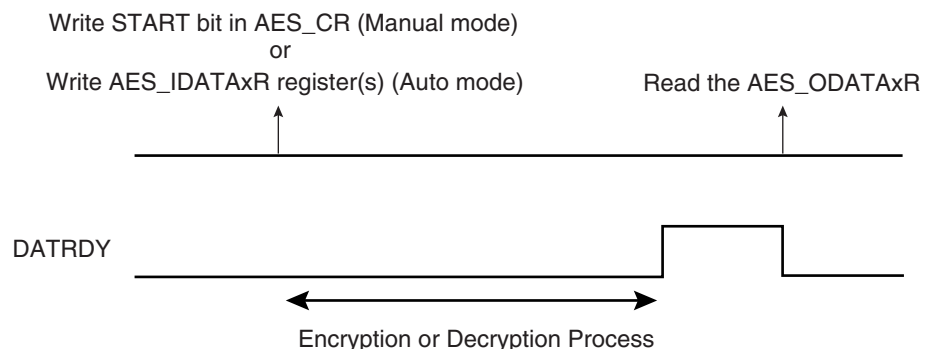 Write START bit in AES_CR (Manual mode)
or
Write AES_IDATAxR register(s) (Auto mode)
Read the AES_ODATAxR
DATRDY
Encryption or Decryption Process